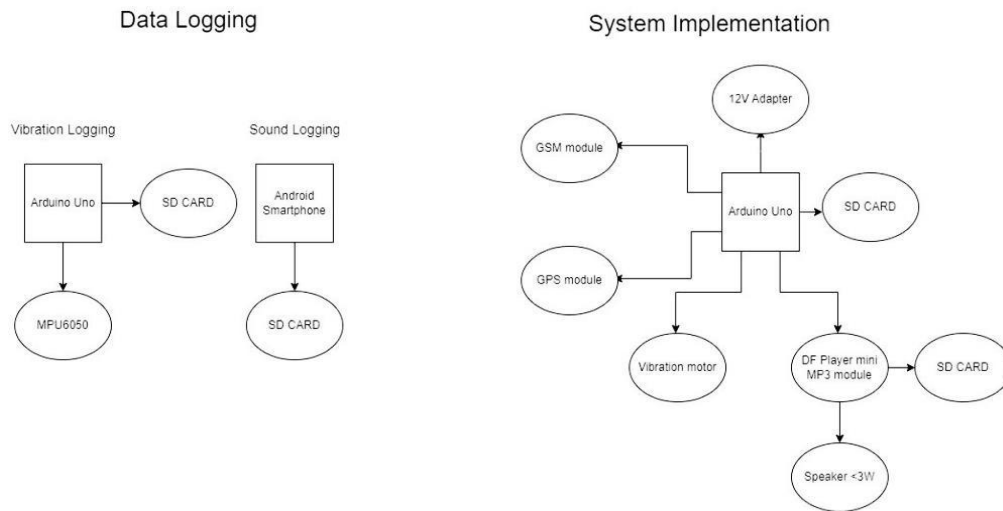 Data Logging
System Implementation
Vibration Logging
Sound Logging
Arduino Uno
SD CARD
Android
Smartphone
MPU6050
SD CARD
12V Adapter
GSM module
Arduino Uno
SD CARD
GPS module
Vibration motor
DF Player mini
MP3 module
SD CARD
Speaker <3W